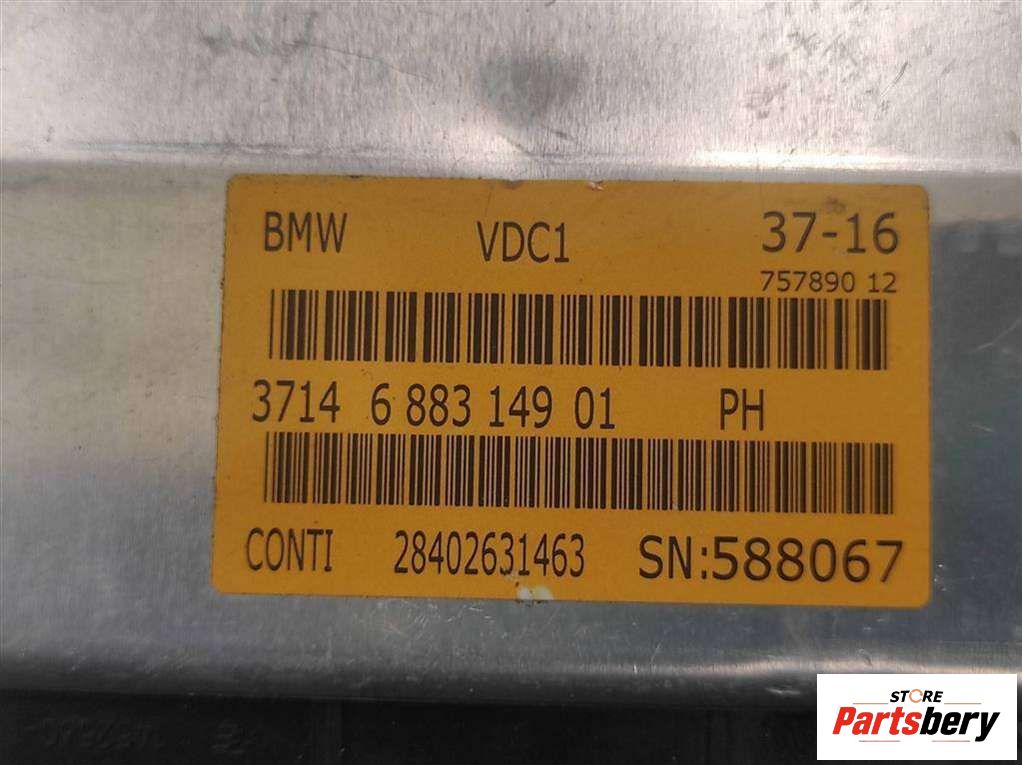 BMW VDC1 37-16
757890 12
3714 6 883 149 01 PH
CONTI 28402631463 SN:588067
STORE
Partsbery